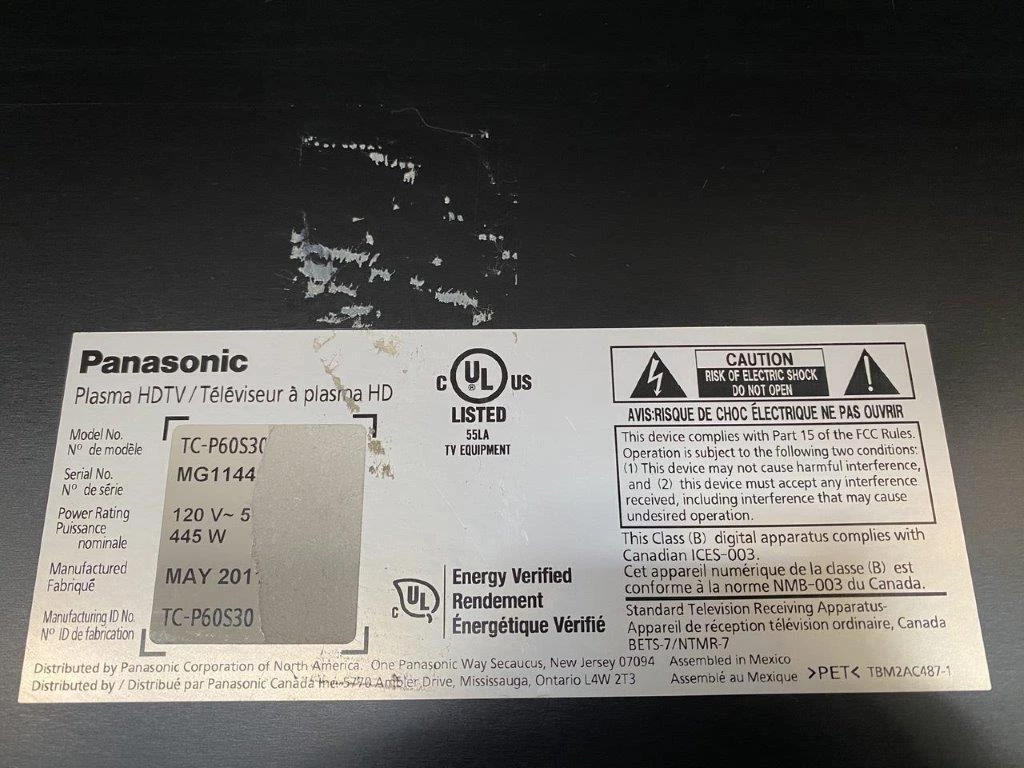 Panasonic
Plasma HDTV / Téléviseur à plasma HD
Model No.
Nº de modèle
TC-P60S30
Serial No.
Nº de série
MG1144
Power Rating
Puissance
nominale
120 V~ 5
445 W
Manufactured
Fabriqué
MAY 201
Manufacturing ID No.
Nº ID de fabrication
TC-P60S30
C UL US
®
LISTED
55LA
TV EQUIPMENT
C UL
Energy Verified
Rendement
Énergétique Vérifié
CAUTION
RISK OF ELECTRIC SHOCK
DO NOT OPEN
AVIS:RISQUE DE CHOC ÉLECTRIQUE NE PAS OUVRIR
This device complies with Part 15 of the FCC Rules.
Operation is subject to the following two conditions:
(1) This device may not cause harmful interference,
and (2) this device must accept any interference
received, including interference that may cause
undesired operation.
This Class (B) digital apparatus complies with
Canadian ICES-003.
Cet appareil numérique de la classe (B) est
conforme à la norme NMB-003 du Canada.
Standard Television Receiving Apparatus-
Appareil de réception télévision ordinaire, Canada
BETS-7/NTMR-7
Distributed by Panasonic Corporation of North America. One Panasonic Way Secaucus, New Jersey 07094
Distributed by / Distribué par Panasonic Canada Inc. 5770 Ambler Drive, Mississauga, Ontario L4W 2T3
Assembled in Mexico
Assemblé au Mexique
>PET< TBM2AC487-1